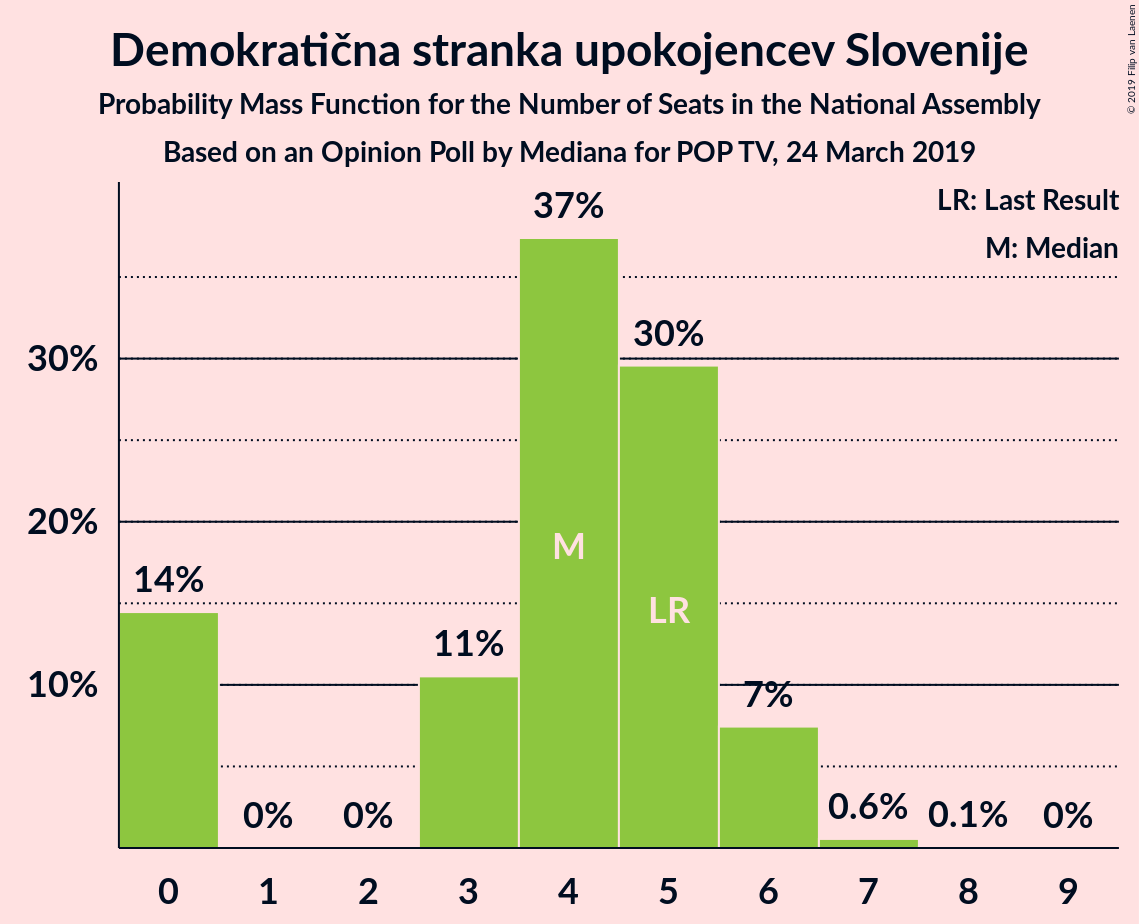 Demokratična stranka upokojencev Slovenije
Probability Mass Function for the Number of Seats in the National Assembly
Based on an Opinion Poll by Mediana for POP TV, 24 March 2019
© 2019 Filip van Laenen
LR: Last Result
M: Median
37%
30%
30%
20%
M
14%
LR
11%
10%
7%
0%
0%
0.6%
0.1%
0%
0 1 2 3 4 5 6 7 8 9